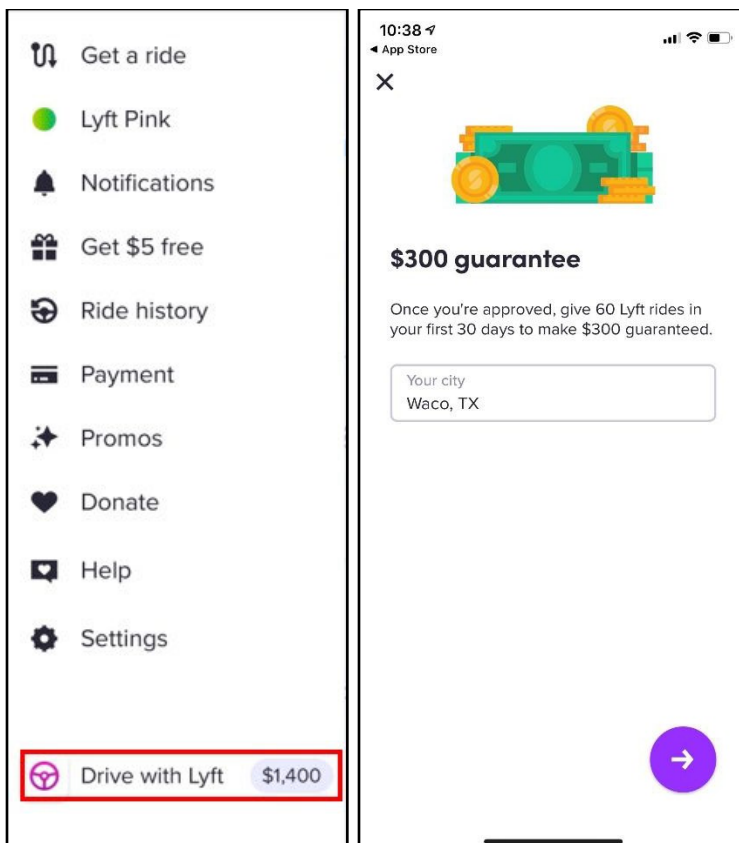 Get a ride
Lyft Pink
Notifications
Get $5 free
Ride history
Payment
Promos
Donate
Help
Settings
Drive with Lyft $1,400
10:38
App Store
$300 guarantee
Once you're approved, give 60 Lyft rides in
your first 30 days to make $300 guaranteed.
Your city
Waco, TX